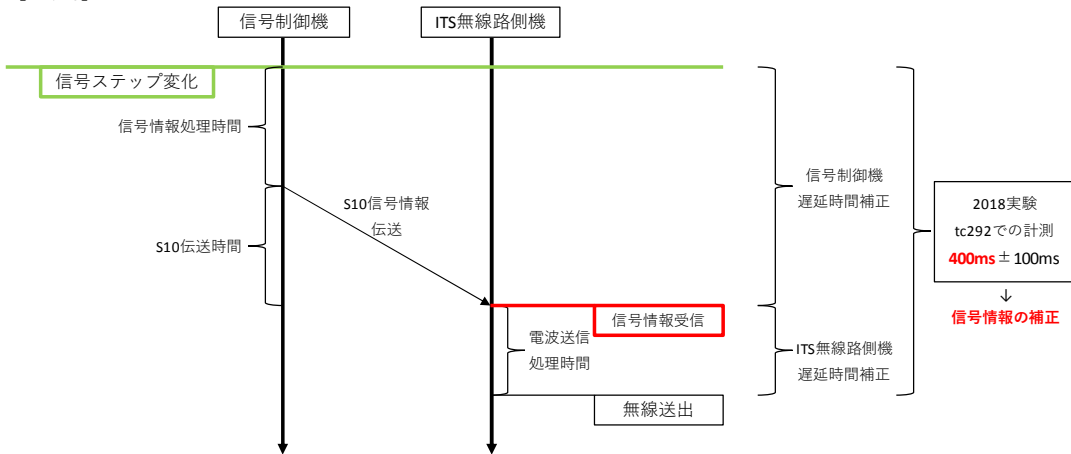 信号制御機
ITS無線路側機
信号ステップ変化
信号情報処理時間
S10信号情報
伝送
S10伝送時間
信号制御機
遅延時間補正
2018実験
tc292での計測
400ms±100ms
↓
信号情報の補正
信号情報受信
電波送信
処理時間
ITS無線路側機
遅延時間補正
無線送出